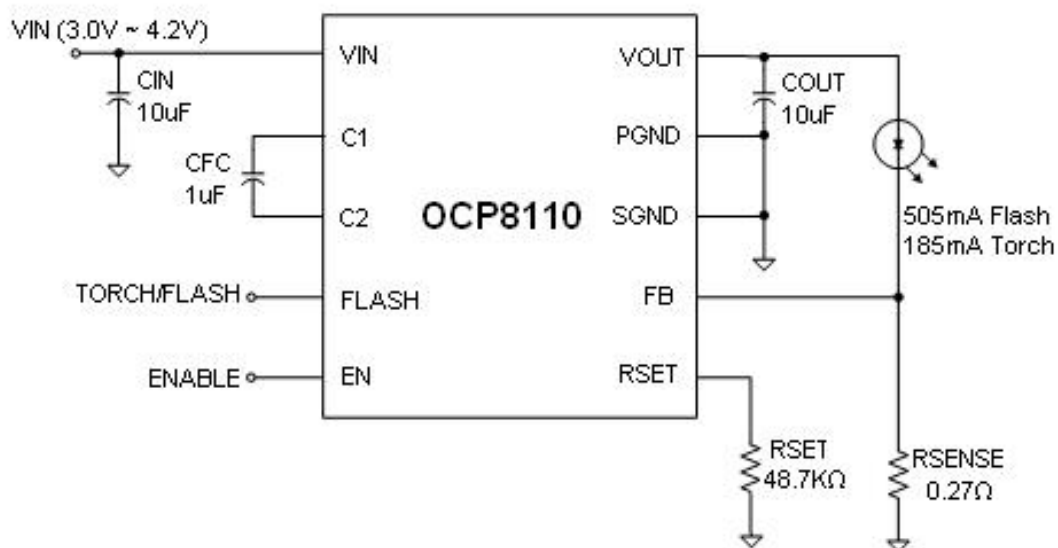 VIN (3.0V ~ 4.2V)
CIN
10uF
CFC
1uF
TORCH/FLASH
ENABLE
VIN
C1
C2
FLASH
EN
OCP8110
VOUT
PGND
SGND
FB
RSET
COUT
10uF
505mA Flash
185mA Torch
RSET
48.7KΩ
RSENSE
0.27Ω